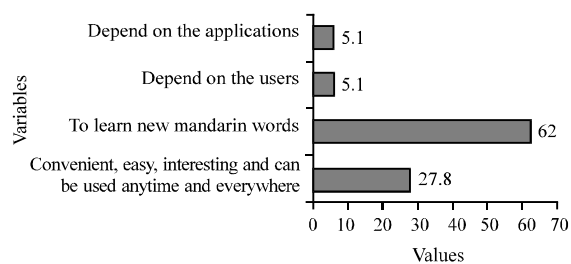 Depend on the applications
5.1
Depend on the users
5.1
To learn new mandarin words
62
Convenient, easy, interesting and can
be used anytime and everywhere
27.8
Variables
0 10 20 30 40 50 60 70
Values